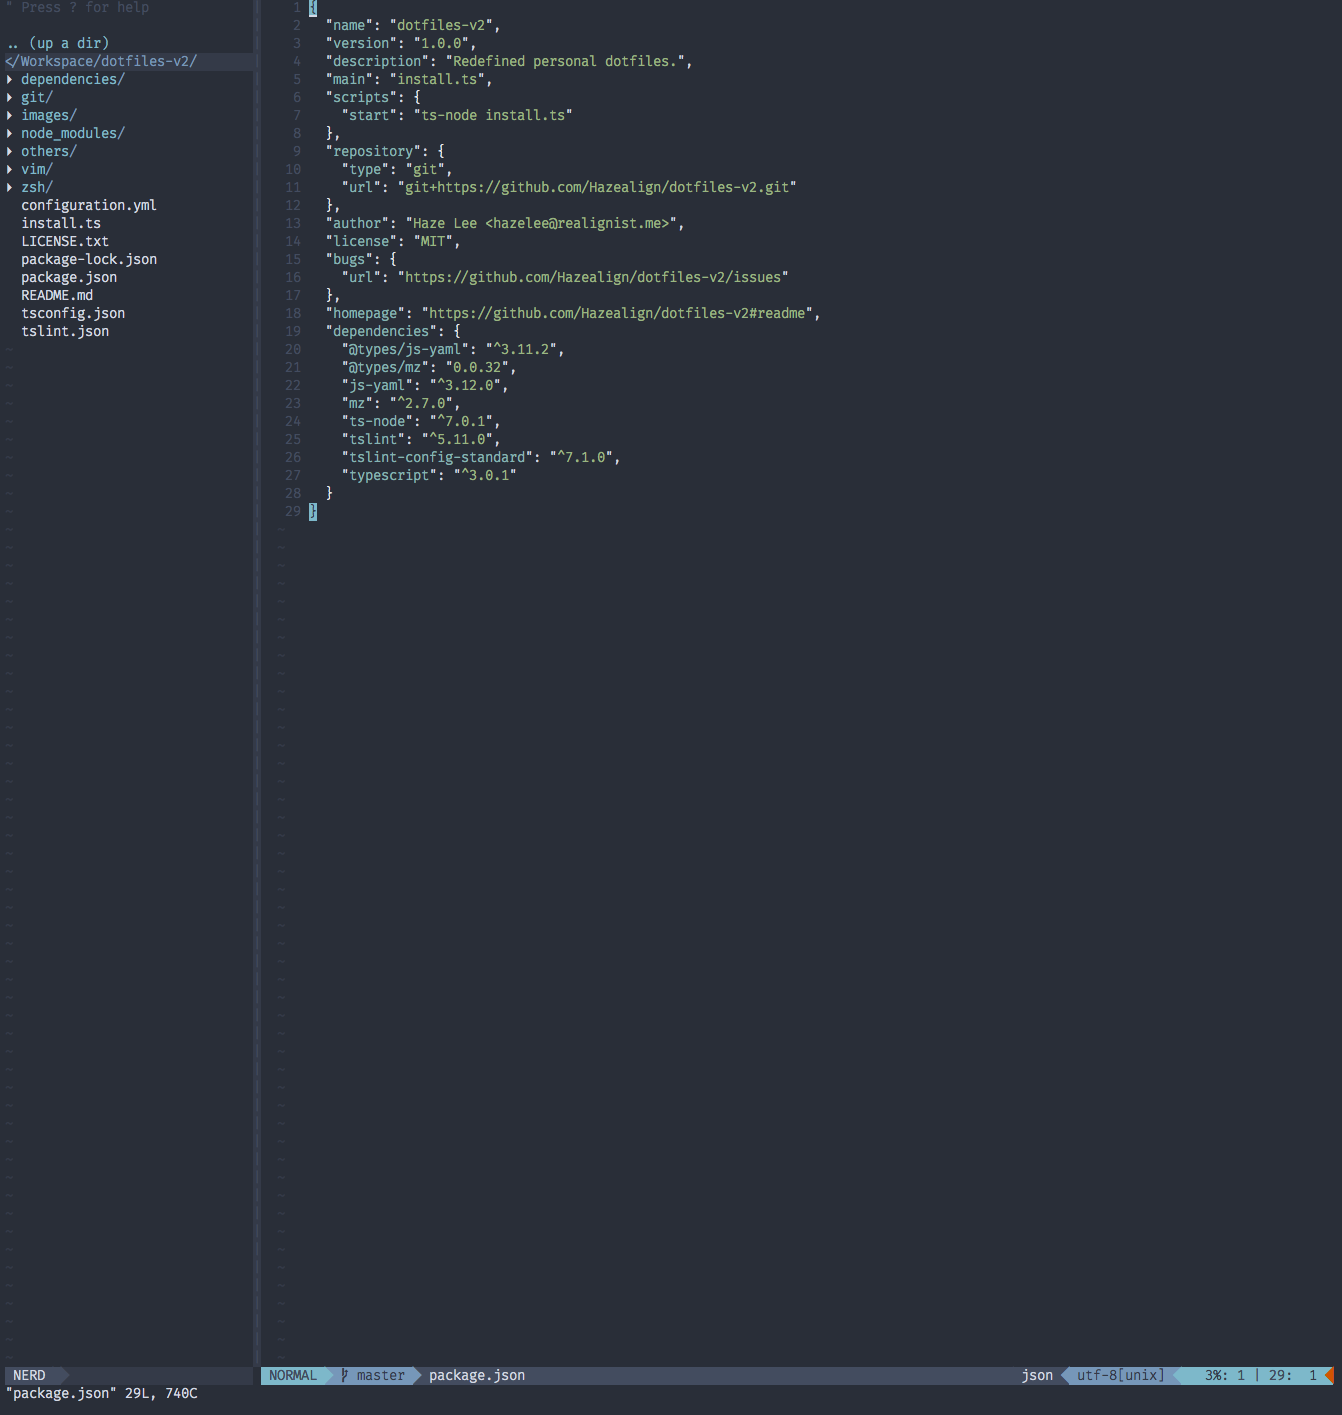 " Press ? for help
.. (up a dir)
</Workspace/dotfiles-v2/
▸ dependencies/
▸ git/
▸ images/
▸ node_modules/
▸ others/
▸ vim/
▸ zsh/
configuration.yml
install.ts
LICENSE.txt
package-lock.json
package.json
README.md
tsconfig.json
tslint.json
1 {
2   "name": "dotfiles-v2",
3   "version": "1.0.0",
4   "description": "Redefined personal dotfiles.",
5   "main": "install.ts",
6   "scripts": {
7     "start": "ts-node install.ts"
8   },
9   "repository": {
10     "type": "git",
11     "url": "git+https://github.com/Hazealign/dotfiles-v2.git"
12   },
13   "author": "Haze Lee <hazelee@realignist.me>",
14   "license": "MIT",
15   "bugs": {
16     "url": "https://github.com/Hazealign/dotfiles-v2/issues"
17   },
18   "homepage": "https://github.com/Hazealign/dotfiles-v2#readme",
19   "dependencies": {
20     "@types/js-yaml": "^3.11.2",
21     "@types/mz": "0.0.32",
22     "js-yaml": "^3.12.0",
23     "mz": "^2.7.0",
24     "ts-node": "^7.0.1",
25     "tslint": "^5.11.0",
26     "tslint-config-standard": "^7.1.0",
27     "typescript": "^3.0.1"
28   }
29 }
NERD
NORMAL master package.json json utf-8[unix] 3%: 1 | 29: 1
"package.json" 29L, 740C